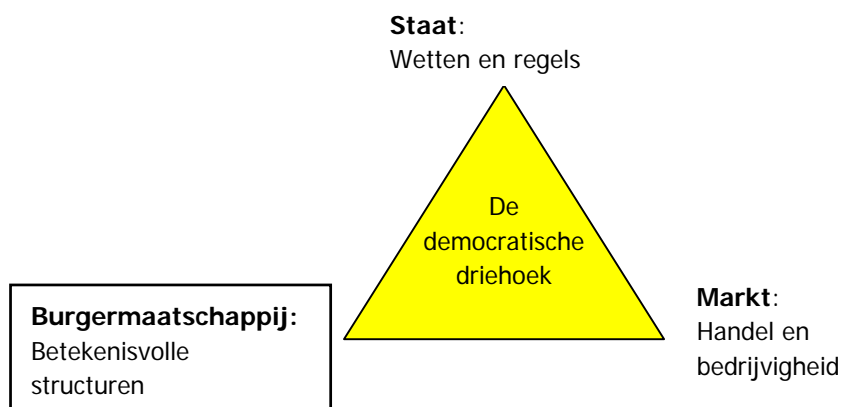 Staat:
Wetten en regels
De
democratische
driehoek
Burgermaatschappij:
Betekenisvolle
structuren
Markt:
Handel en
bedrijvigheid